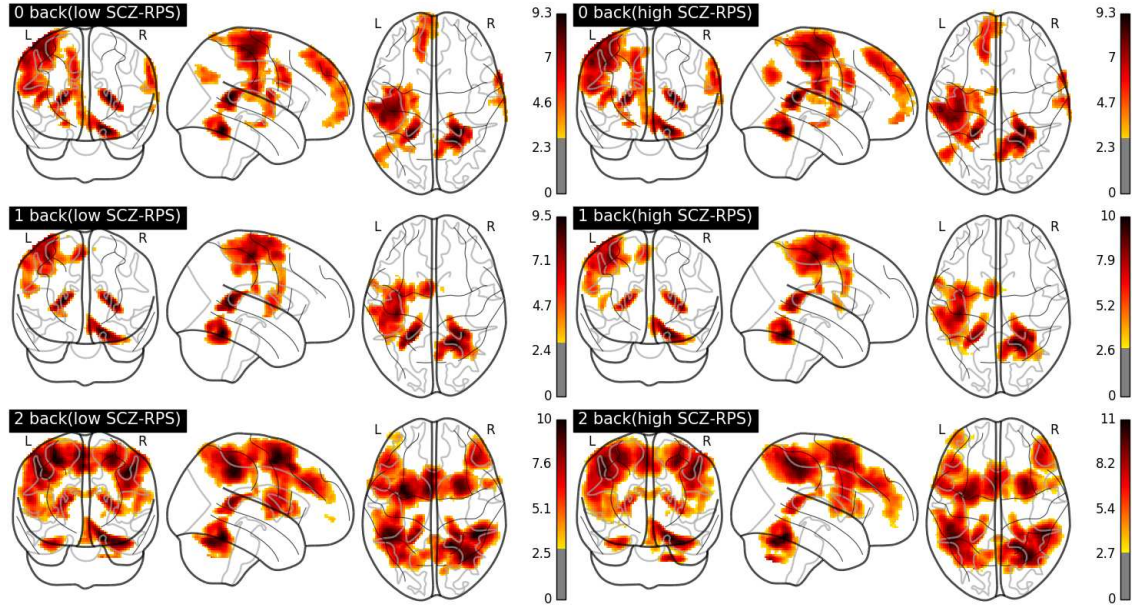 0 back(low SCZ-RPS)
L R
L R
9.3
7
4.6
2.3
0
0 back(high SCZ-RPS)
L R
L R
9.3
7
4.7
2.3
0
1 back(low SCZ-RPS)
L R
L R
9.5
7.1
4.7
2.4
0
1 back(high SCZ-RPS)
L R
L R
10
7.8
5.2
2.6
0
2 back(low SCZ-RPS)
L R
L R
10
7.6
5.1
2.5
0
2 back(high SCZ-RPS)
L R
L R
11
8.2
5.4
2.7
0